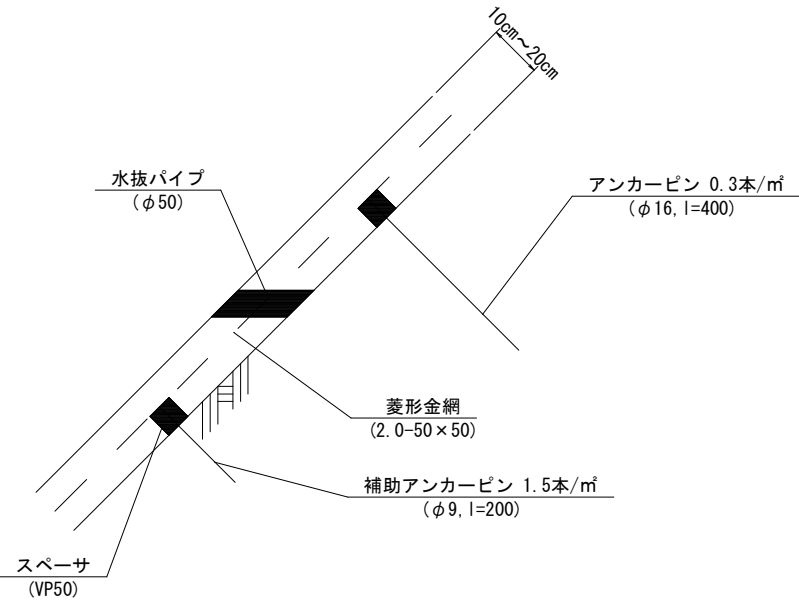 10cm～20cm
水抜パイプ
(φ50)
アンカーピン 0.3本/㎡
(φ16, l=400)
菱形金網
(2.0-50×50)
補助アンカーピン 1.5本/㎡
(φ9, l=200)
スペーサ
(VP50)